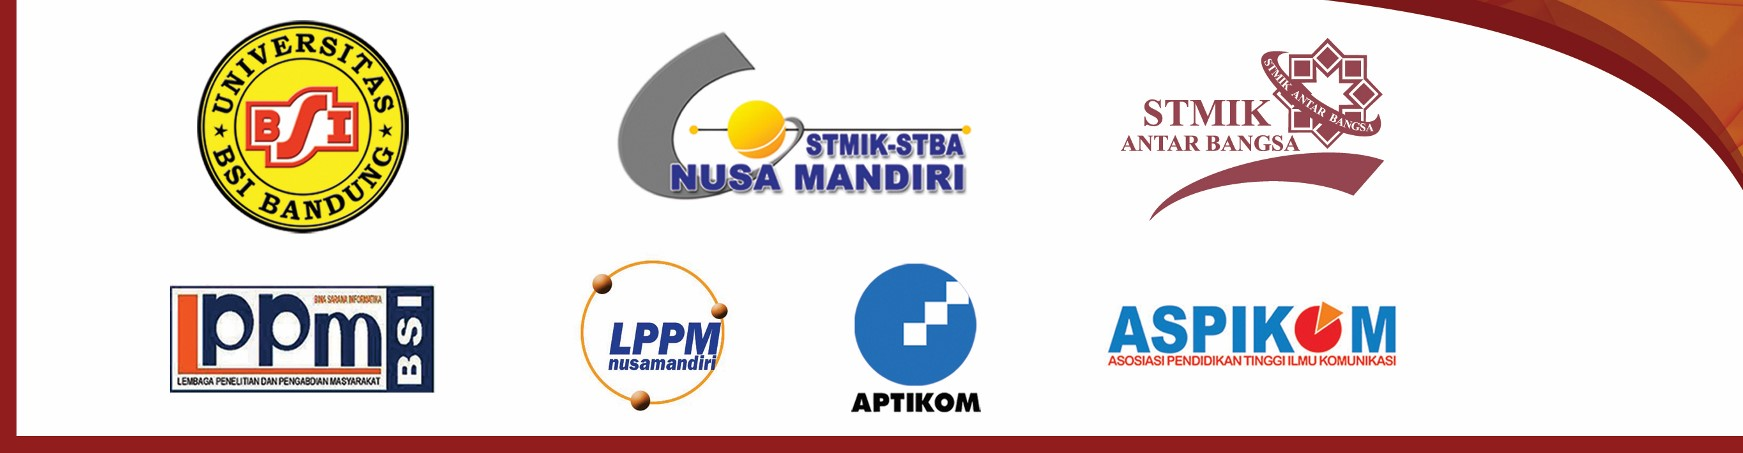 UNIVERSITAS
BSI
BSI BANDUNG
STMIK-STBA
NUSA MANDIRI
STMIK ANTAR BANGSA
STMIK
ANTAR BANGSA
BINA SARANA INFORMATIKA
Lppm
BSI
LEMBAGA PENELITIAN DAN PENGABDIAN MASYARAKAT
LPPM
nusamandiri
APTIKOM
ASPIKOM
ASOSIASI PENDIDIKAN TINGGI ILMU KOMUNIKASI